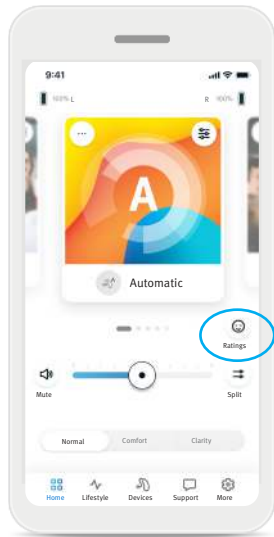 9:41
100% L
R 100%
A
Automatic
Ratings
Mute
Split
Normal Comfort Clarity
Home Lifestyle Devices Support More